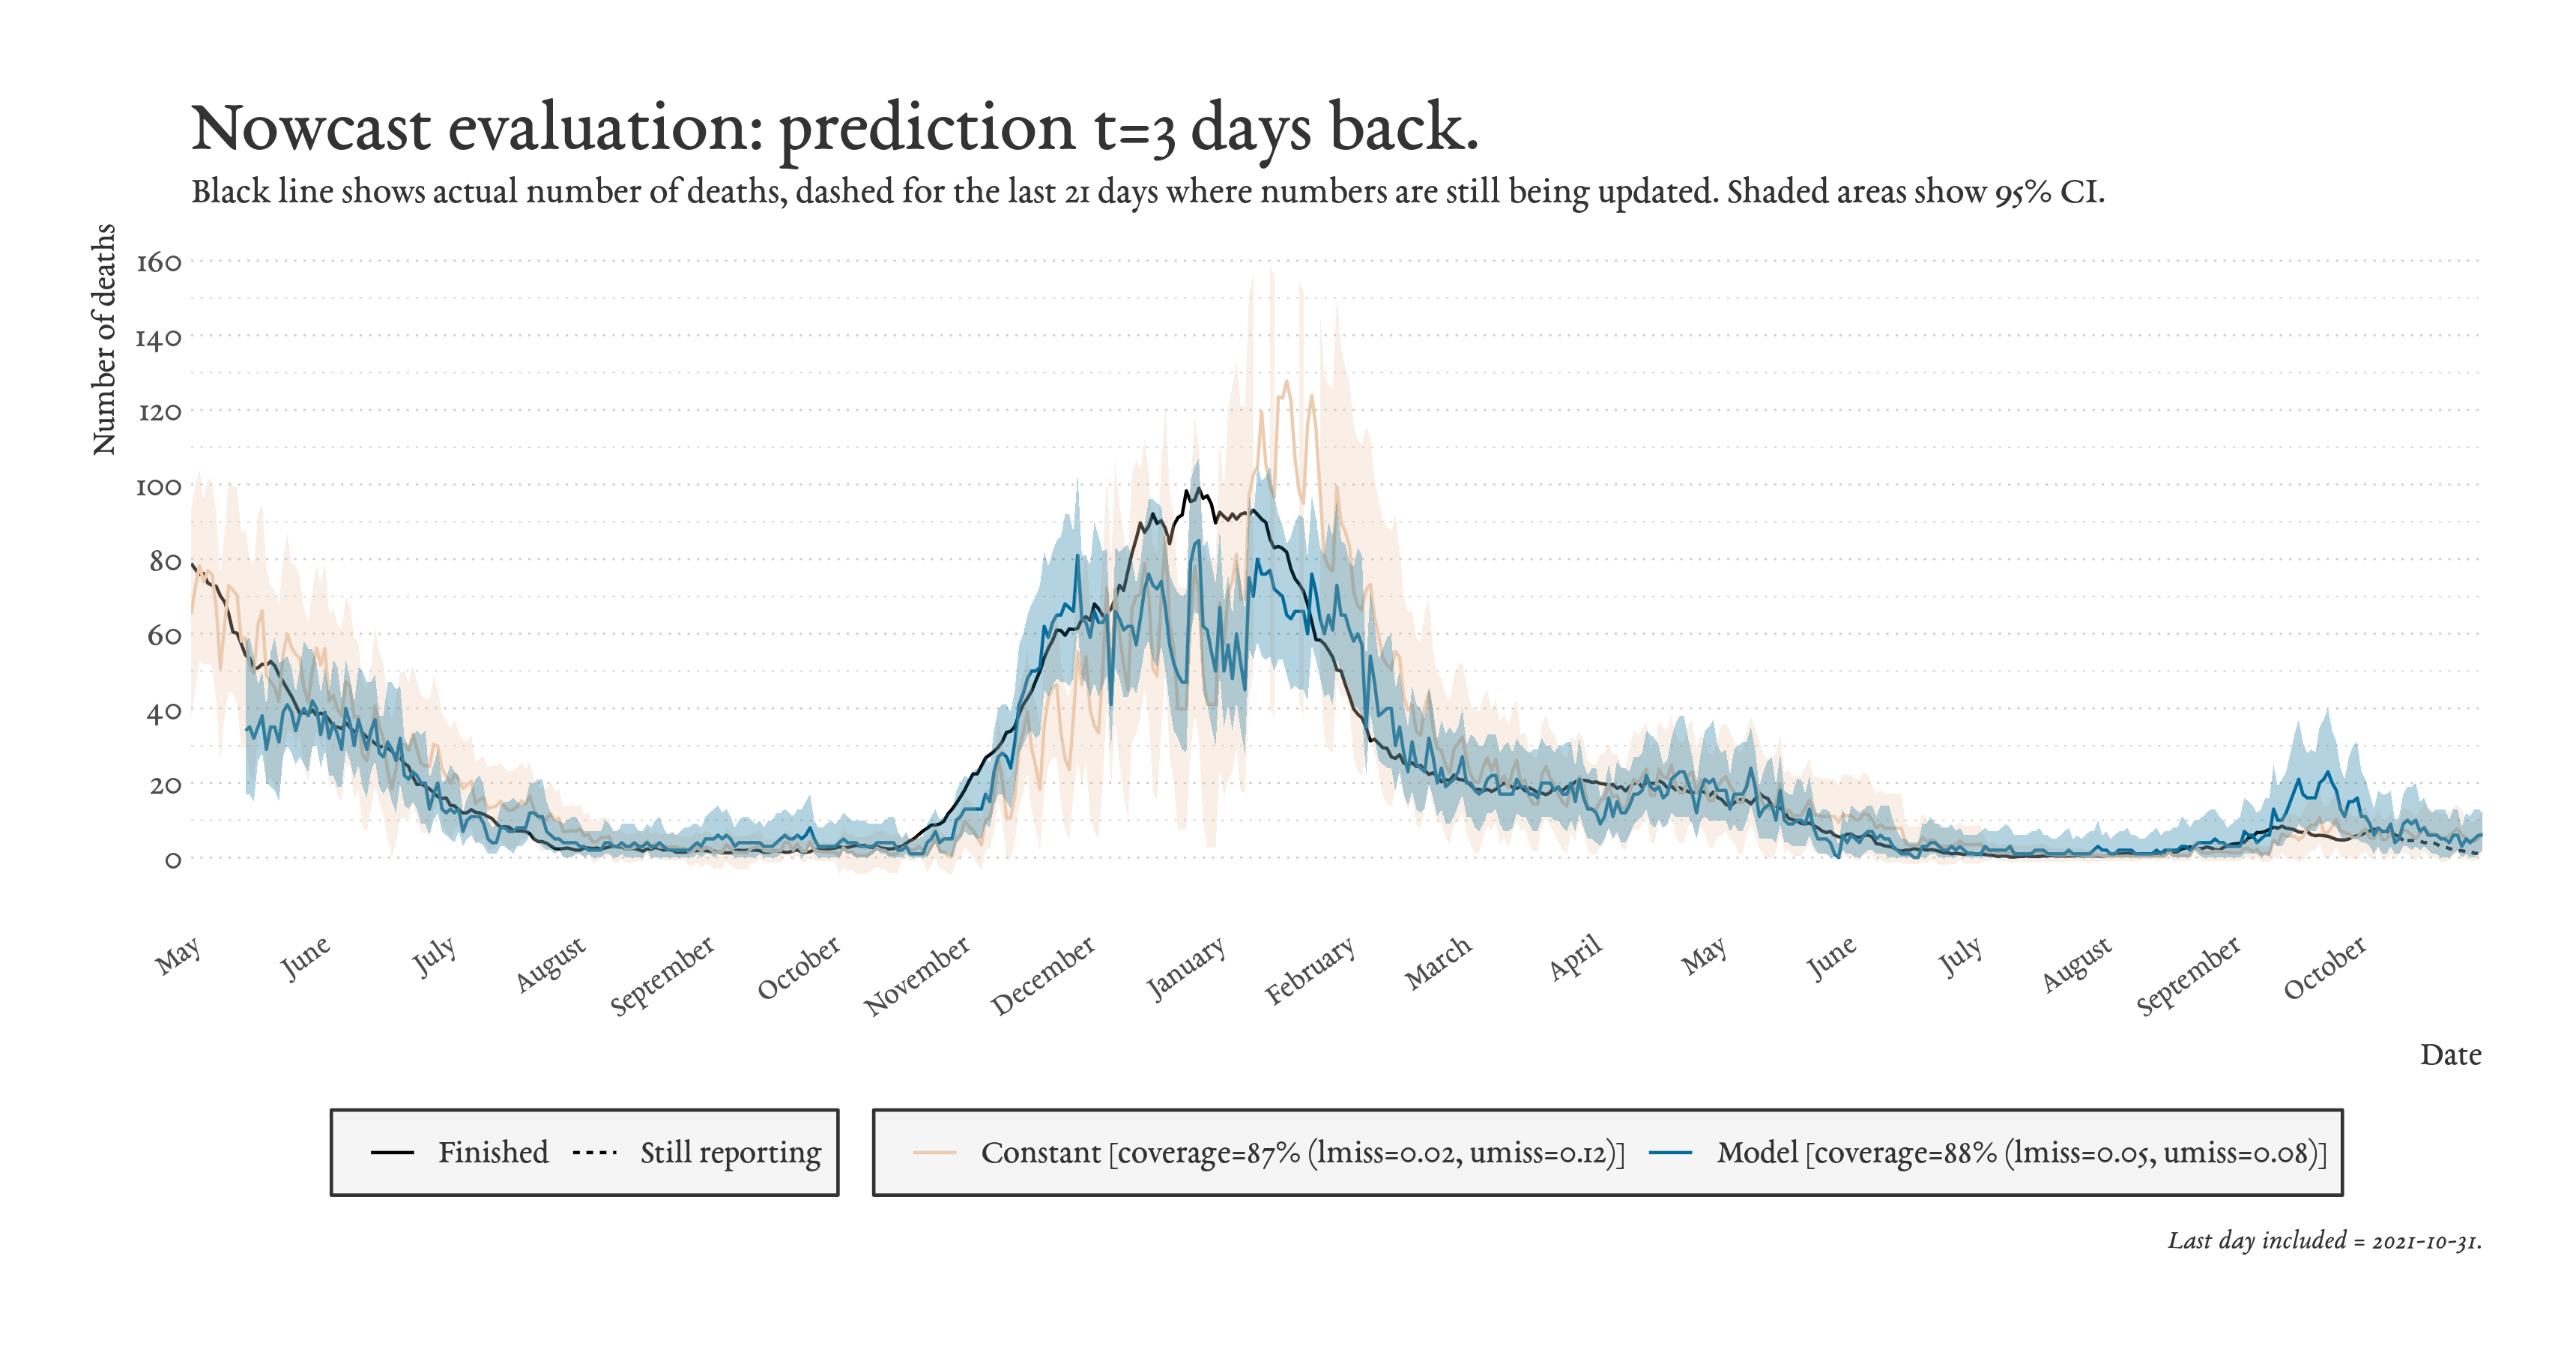 Nowcast evaluation: prediction t=3 days back.
Black line shows actual number of deaths, dashed for the last 21 days where numbers are still being updated. Shaded areas show 95% CI.
Number of deaths
160
140
120
100
80
60
40
20
0
May
June
July
August
September
October
November
December
January
February
March
April
May
June
July
August
September
October
Date
Finished
Still reporting
Constant [coverage=87% (lmiss=0.02, umiss=0.12)]
Model [coverage=88% (lmiss=0.05, umiss=0.08)]
Last day included = 2021-10-31.